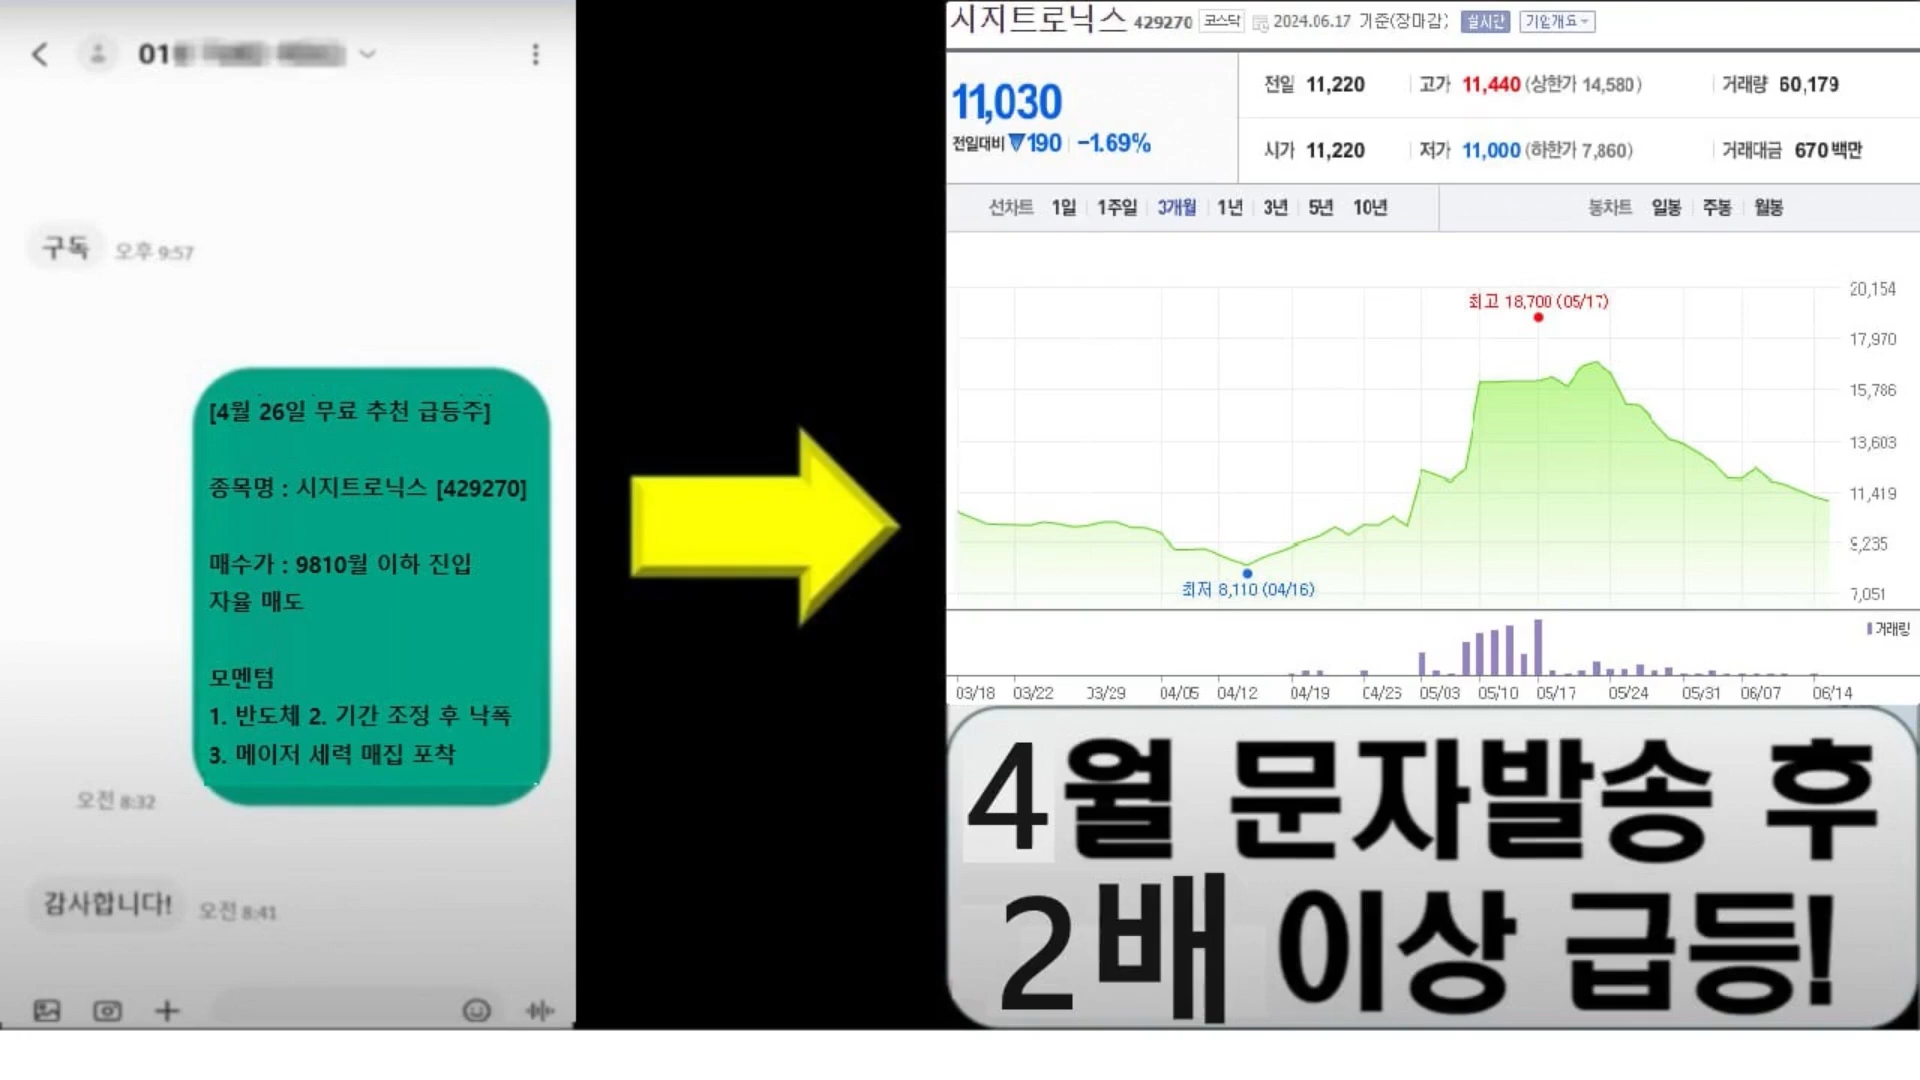 01
구독 오후 9:57
[4월 26일 무료 추천 급등주]
종목명 : 시지트로닉스 [429270]
매수가 : 9810월 이하 진입
자율 매도
모멘텀
1. 반도체 2. 기간 조정 후 낙폭
3. 메이저 세력 매집 포착
오전 8:32
감사합니다! 오전 8:41
시지트로닉스 429270 코스닥 2024.06.17 기준(장마감) 실시간 기업개요
11,030
전일대비 ▼190 -1.69%
전일 11,220 고가 11,440 (상한가 14,580) 거래량 60,179
시가 11,220 저가 11,000 (하한가 7,860) 거래대금 670 백만
선차트 1일 1주일 3개월 1년 3년 5년 10년 봉차트 일봉 주봉 월봉
최고 18,700 (05/17)
최저 8,110 (04/16)
20,154
17,970
15,786
13,603
11,419
9,235
7,051
거래량
03/18 03/22 03/29 04/05 04/12 04/19 04/25 05/03 05/10 05/17 05/24 05/31 06/07 06/14
4월 문자발송 후
2배 이상 급등!